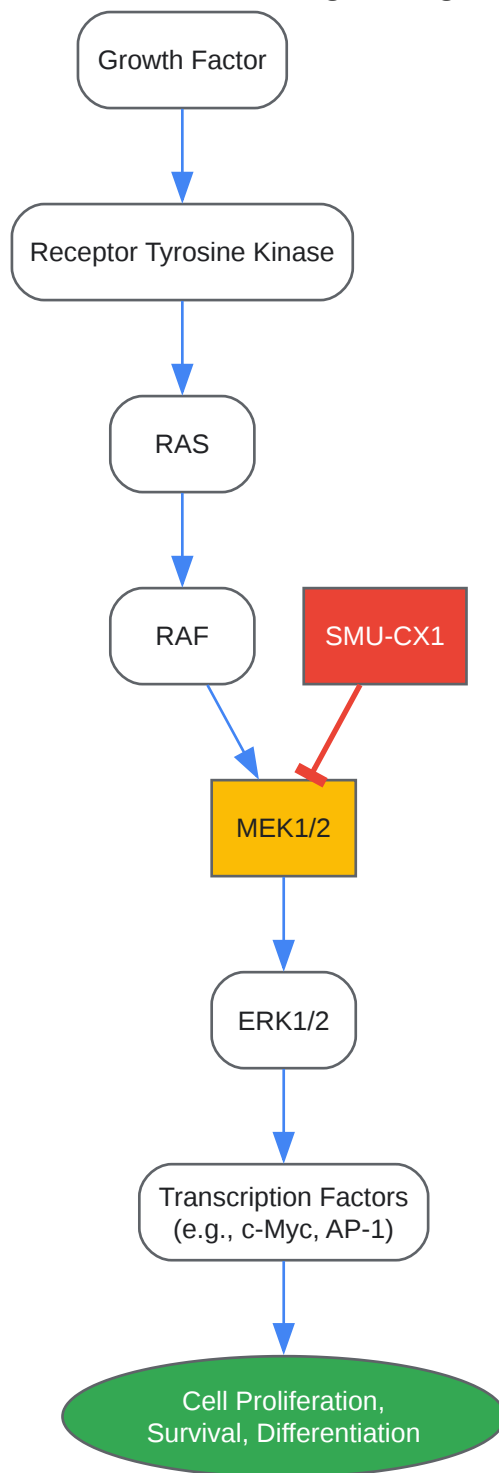 Growth Factor
Receptor Tyrosine Kinase
RAS
RAF
SMU-CX1
MEK1/2
ERK1/2
Transcription Factors
(e.g., c-Myc, AP-1)
Cell Proliferation,
Survival, Differentiation